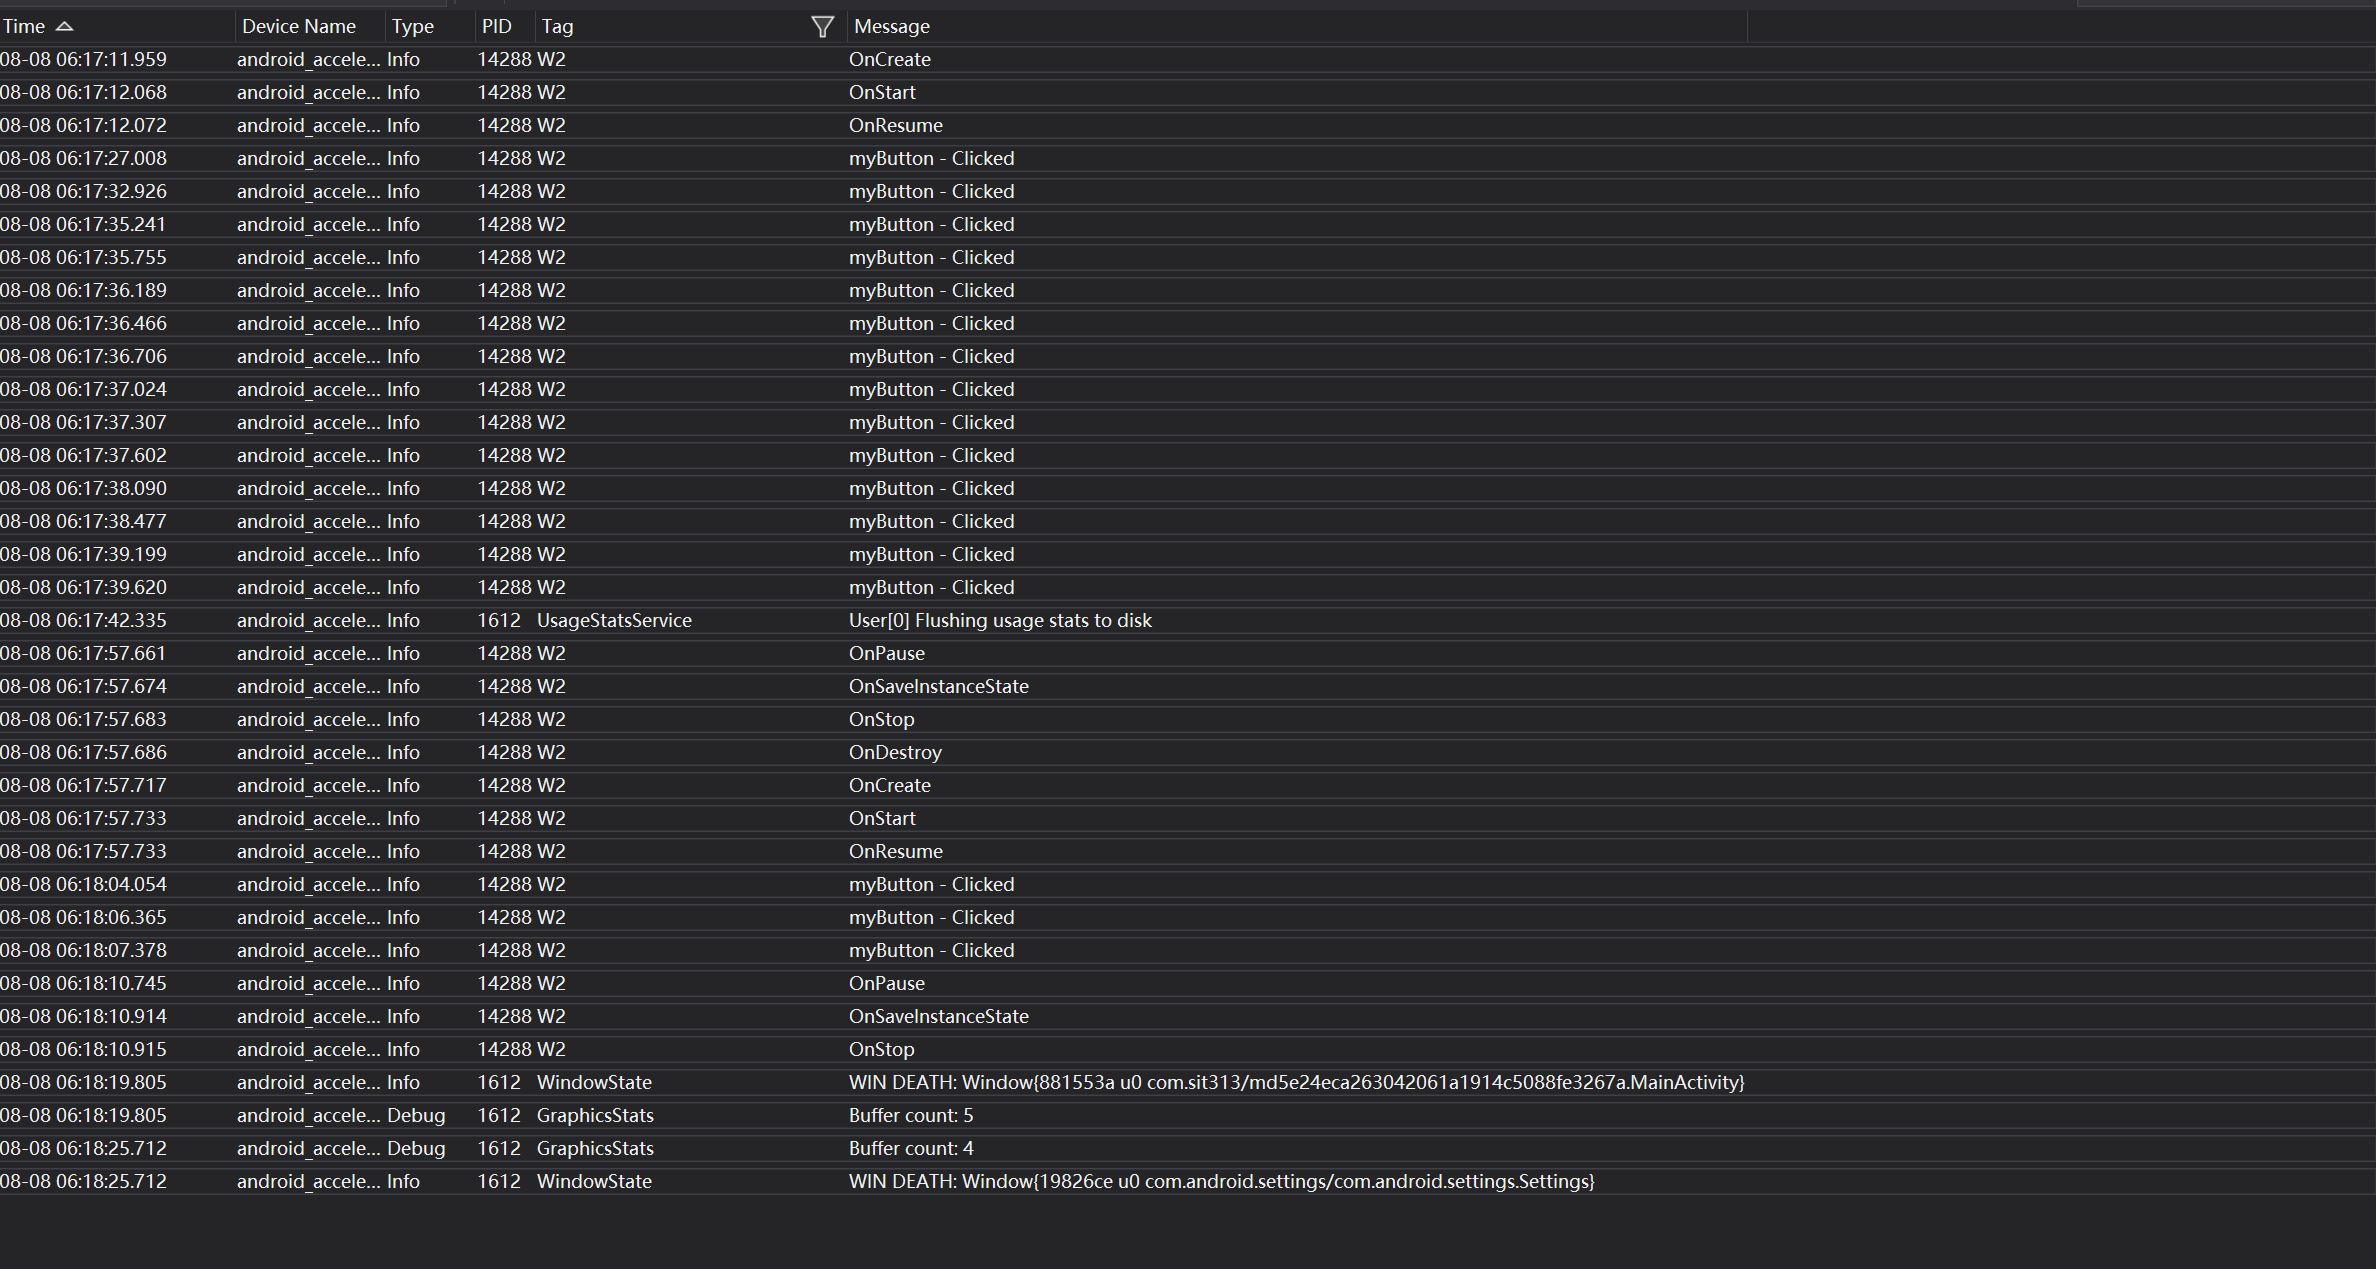 Time Device Name Type PID Tag Message
08-08 06:17:11.959 android_accele... Info 14288 W2 OnCreate
08-08 06:17:12.068 android_accele... Info 14288 W2 OnStart
08-08 06:17:12.072 android_accele... Info 14288 W2 OnResume
08-08 06:17:27.008 android_accele... Info 14288 W2 myButton - Clicked
08-08 06:17:32.926 android_accele... Info 14288 W2 myButton - Clicked
08-08 06:17:35.241 android_accele... Info 14288 W2 myButton - Clicked
08-08 06:17:35.755 android_accele... Info 14288 W2 myButton - Clicked
08-08 06:17:36.189 android_accele... Info 14288 W2 myButton - Clicked
08-08 06:17:36.466 android_accele... Info 14288 W2 myButton - Clicked
08-08 06:17:36.706 android_accele... Info 14288 W2 myButton - Clicked
08-08 06:17:37.024 android_accele... Info 14288 W2 myButton - Clicked
08-08 06:17:37.307 android_accele... Info 14288 W2 myButton - Clicked
08-08 06:17:37.602 android_accele... Info 14288 W2 myButton - Clicked
08-08 06:17:38.090 android_accele... Info 14288 W2 myButton - Clicked
08-08 06:17:38.477 android_accele... Info 14288 W2 myButton - Clicked
08-08 06:17:39.199 android_accele... Info 14288 W2 myButton - Clicked
08-08 06:17:39.620 android_accele... Info 14288 W2 myButton - Clicked
08-08 06:17:42.335 android_accele... Info 1612 UsageStatsService User[0] Flushing usage stats to disk
08-08 06:17:57.661 android_accele... Info 14288 W2 OnPause
08-08 06:17:57.674 android_accele... Info 14288 W2 OnSaveInstanceState
08-08 06:17:57.683 android_accele... Info 14288 W2 OnStop
08-08 06:17:57.686 android_accele... Info 14288 W2 OnDestroy
08-08 06:17:57.717 android_accele... Info 14288 W2 OnCreate
08-08 06:17:57.733 android_accele... Info 14288 W2 OnStart
08-08 06:17:57.733 android_accele... Info 14288 W2 OnResume
08-08 06:18:04.054 android_accele... Info 14288 W2 myButton - Clicked
08-08 06:18:06.365 android_accele... Info 14288 W2 myButton - Clicked
08-08 06:18:07.378 android_accele... Info 14288 W2 myButton - Clicked
08-08 06:18:10.745 android_accele... Info 14288 W2 OnPause
08-08 06:18:10.914 android_accele... Info 14288 W2 OnSaveInstanceState
08-08 06:18:10.915 android_accele... Info 14288 W2 OnStop
08-08 06:18:19.805 android_accele... Info 1612 WindowState WIN DEATH: Window{881553a u0 com.sit313/md5e24eca263042061a1914c5088fe3267a.MainActivity}
08-08 06:18:19.805 android_accele... Debug 1612 GraphicsStats Buffer count: 5
08-08 06:18:25.712 android_accele... Debug 1612 GraphicsStats Buffer count: 4
08-08 06:18:25.712 android_accele... Info 1612 WindowState WIN DEATH: Window{19826ce u0 com.android.settings/com.android.settings.Settings}